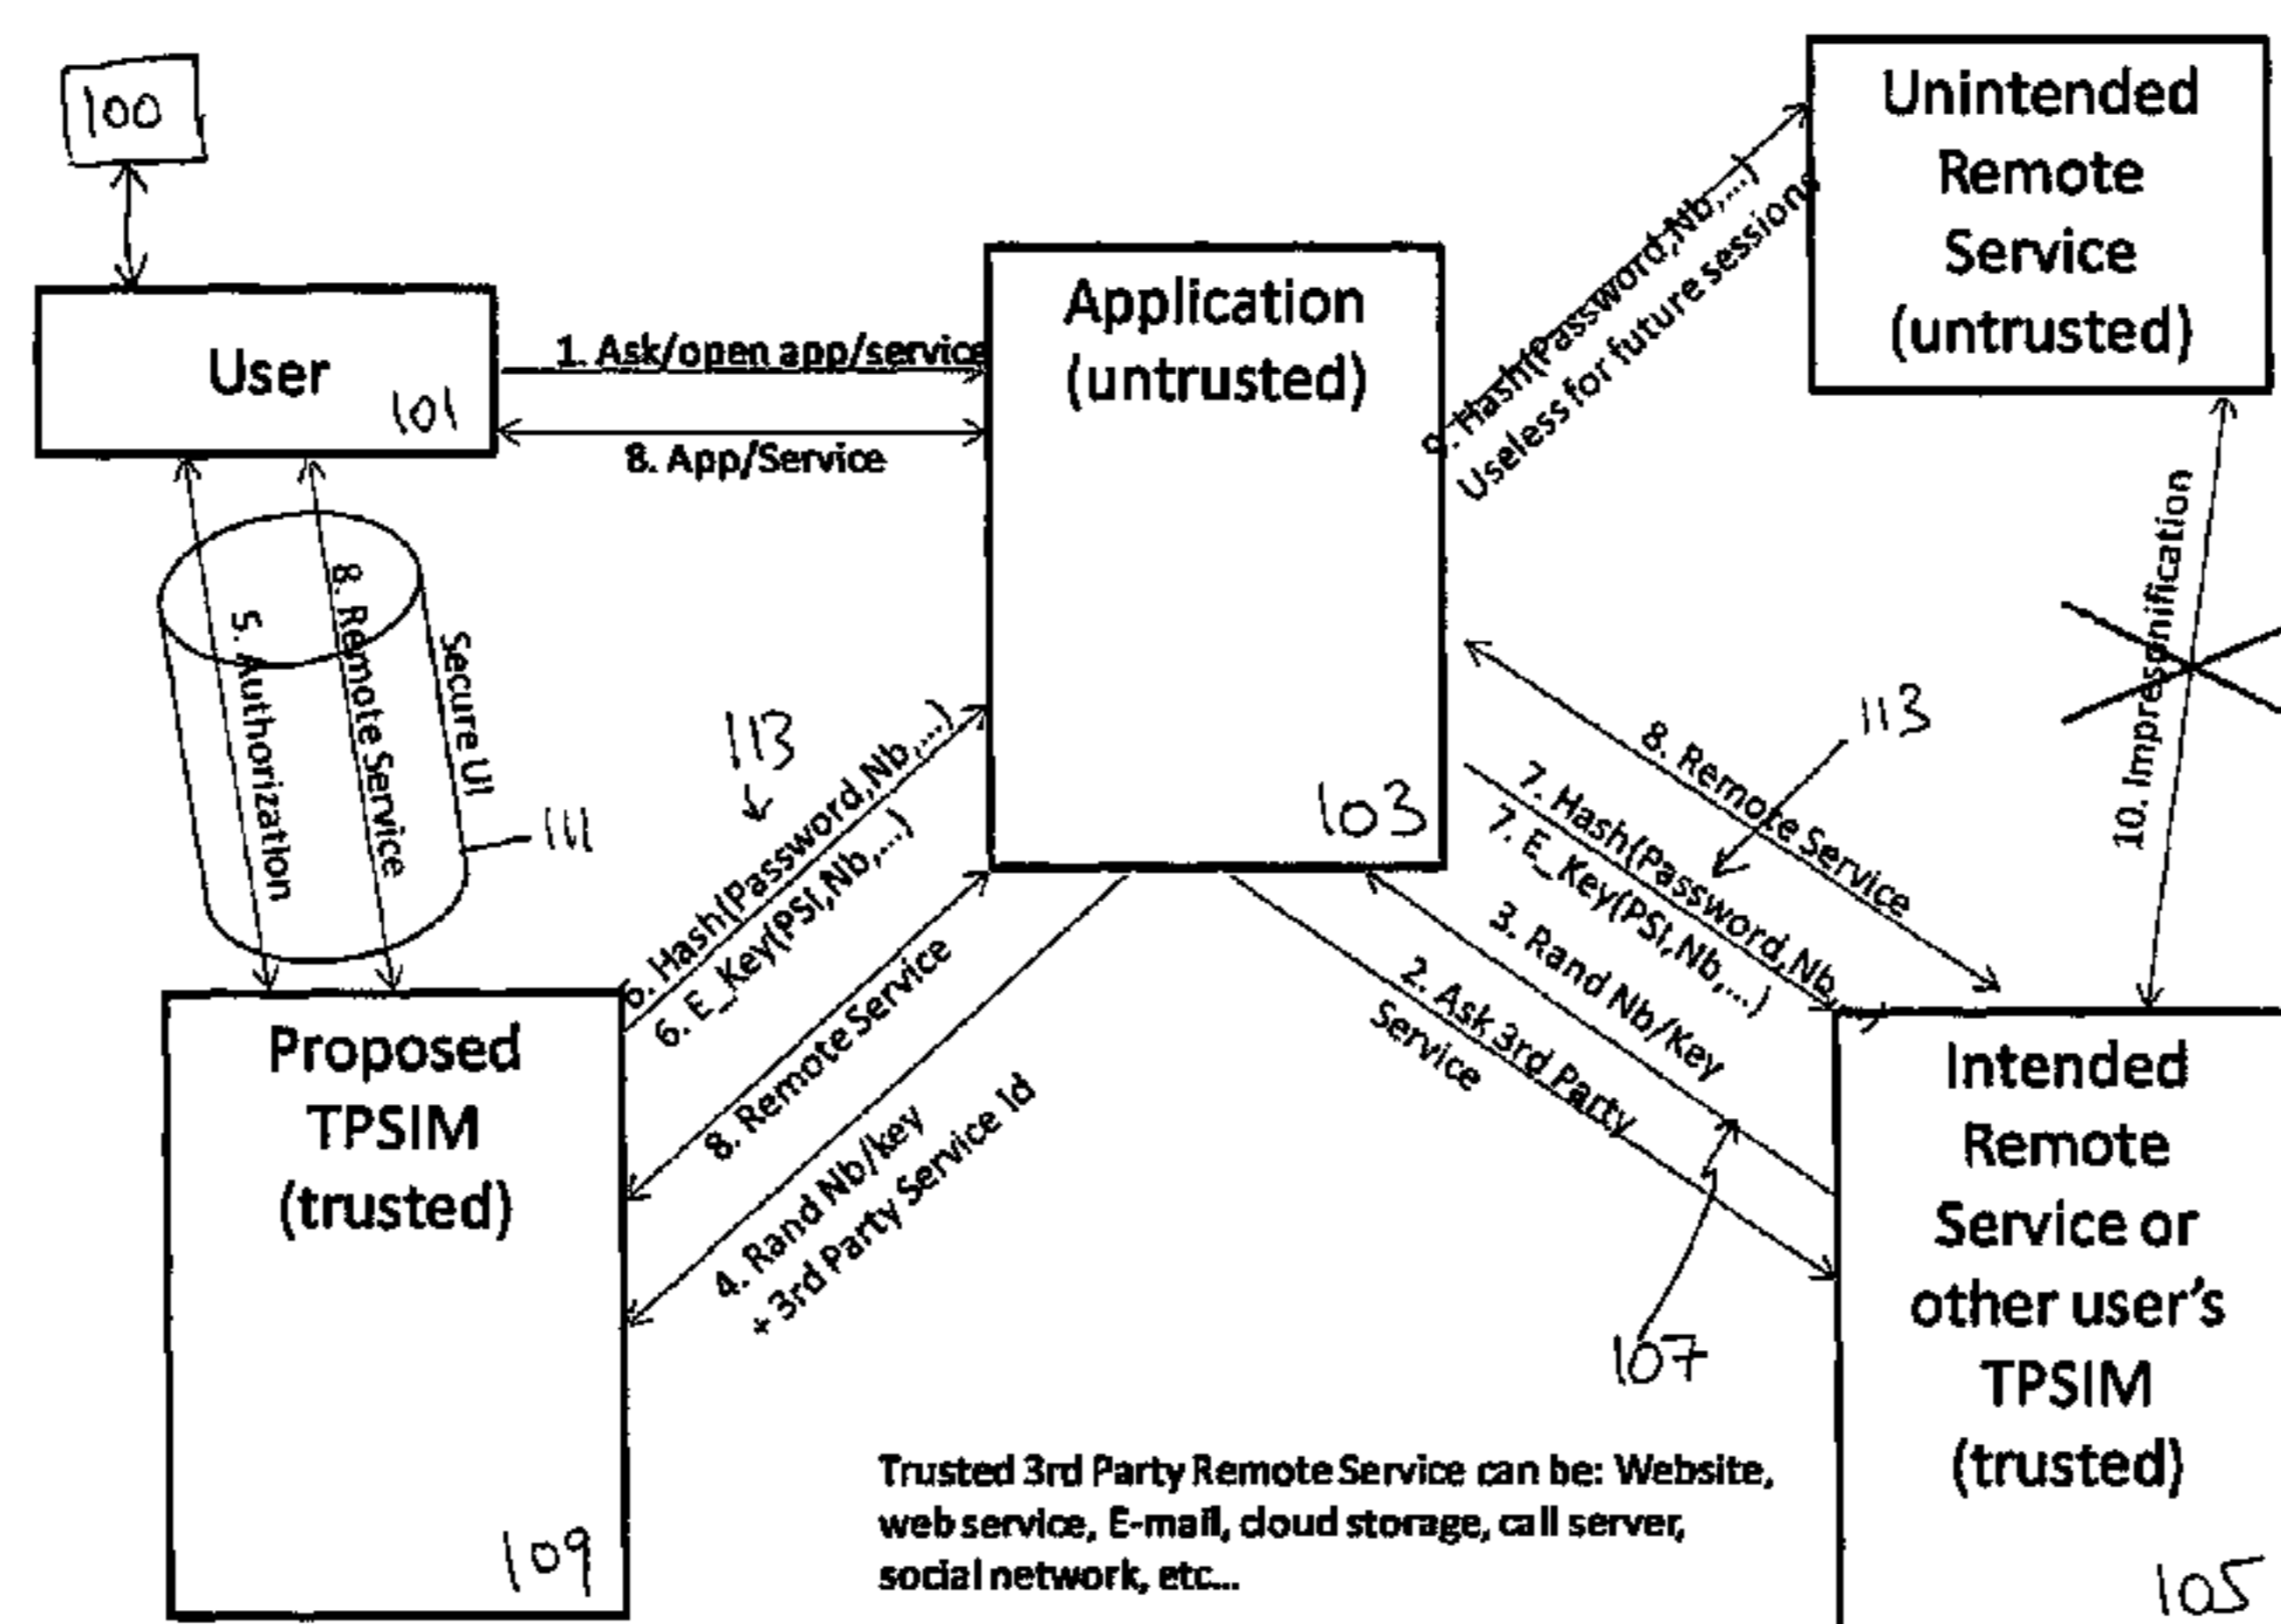 100
User
101
1. Ask/open app/service
8. App/Service
Application
(untrusted)
103
9. Hash(Password,Nb,...)
Useless for future session
Unintended
Remote
Service
(untrusted)
10. Impresonification
5. Authorization
8. Remote Service
Secure UI
111
113
6. Hash(Password,Nb,...)
6. E_Key(PSI,Nb,...)
8. Remote Service
4. Rand Nb/key
+ 3rd Party Service Id
113
8. Remote Service
7. Hash(Password,Nb,...)
7. E_Key(PSI,Nb,...)
3. Rand Nb/Key
2. Ask 3rd Party
Service
107
Proposed
TPSIM
(trusted)
109
Intended
Remote
Service or
other user's
TPSIM
(trusted)
105
Trusted 3rd Party Remote Service can be: Website,
web service, E-mail, cloud storage, call server,
social network, etc...